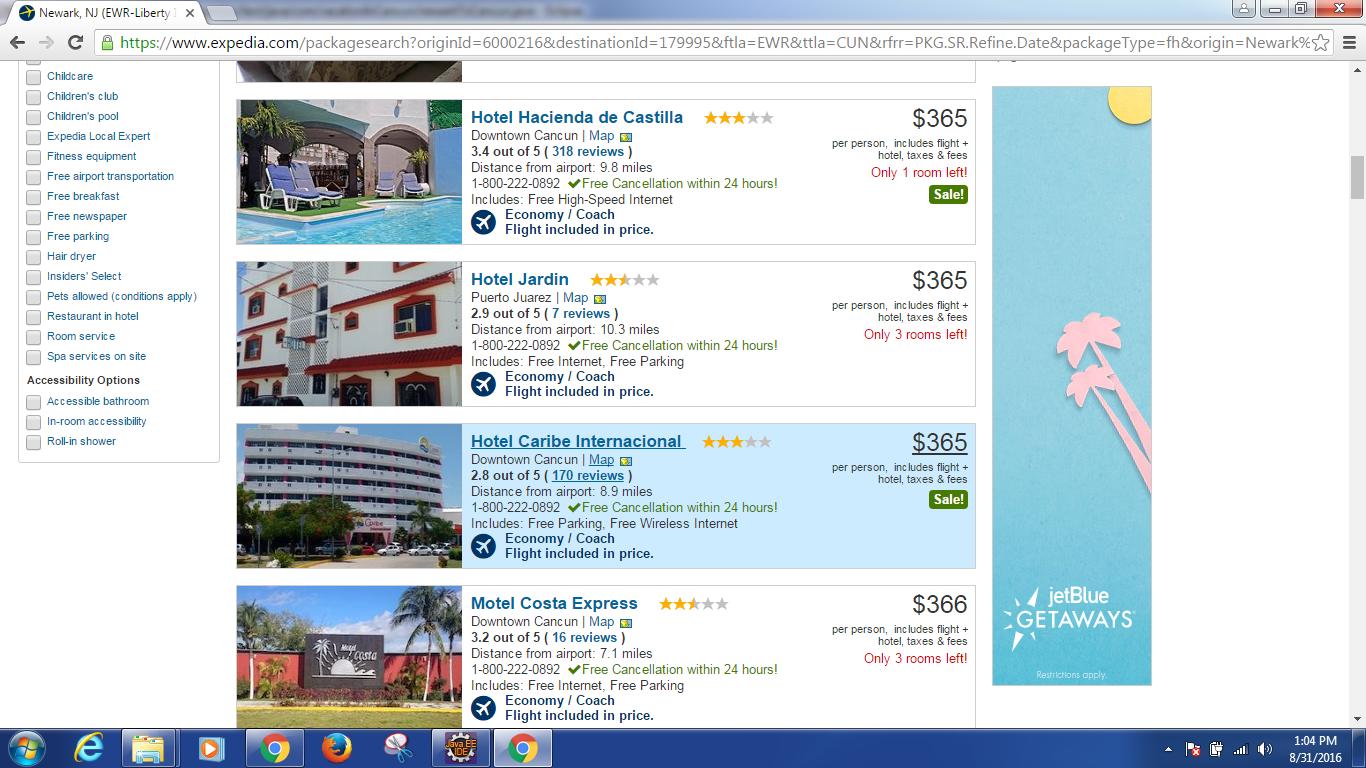 Newark, NJ (EWR-Liberty I
https://www.expedia.com/packagesearch?originId=6000216&destinationId=179995&ftla=EWR&ttla=CUN&rfrr=PKG.SR.Refine.Date&packageType=fh&origin=Newark%
Childcare
Children's club
Children's pool
Expedia Local Expert
Fitness equipment
Free airport transportation
Free breakfast
Free newspaper
Free parking
Hair dryer
Insiders' Select
Pets allowed (conditions apply)
Restaurant in hotel
Room service
Spa services on site
Accessibility Options
Accessible bathroom
In-room accessibility
Roll-in shower
Hotel Hacienda de Castilla
Downtown Cancun | Map
3.4 out of 5 ( 318 reviews )
Distance from airport: 9.8 miles
1-800-222-0892 Free Cancellation within 24 hours!
Includes: Free High-Speed Internet
Economy / Coach
Flight included in price.
$365
per person, includes flight +
hotel, taxes & fees
Only 1 room left!
Sale!
HOTEL
Hotel Jardin
Puerto Juarez | Map
2.9 out of 5 ( 7 reviews )
Distance from airport: 10.3 miles
1-800-222-0892 Free Cancellation within 24 hours!
Includes: Free Internet, Free Parking
Economy / Coach
Flight included in price.
$365
per person, includes flight +
hotel, taxes & fees
Only 3 rooms left!
Caribe
Internacional
Hotel Caribe Internacional
Downtown Cancun | Map
2.8 out of 5 ( 170 reviews )
Distance from airport: 8.9 miles
1-800-222-0892 Free Cancellation within 24 hours!
Includes: Free Parking, Free Wireless Internet
Economy / Coach
Flight included in price.
$365
per person, includes flight +
hotel, taxes & fees
Sale!
Motel
Costa
Motel Costa Express
Downtown Cancun | Map
3.2 out of 5 ( 16 reviews )
Distance from airport: 7.1 miles
1-800-222-0892 Free Cancellation within 24 hours!
Includes: Free Internet, Free Parking
Economy / Coach
Flight included in price.
$366
per person, includes flight +
hotel, taxes & fees
Only 3 rooms left!
jetBlue
GETAWAYS
Restrictions apply.
Java EE
IDE
1:04 PM
8/31/2016